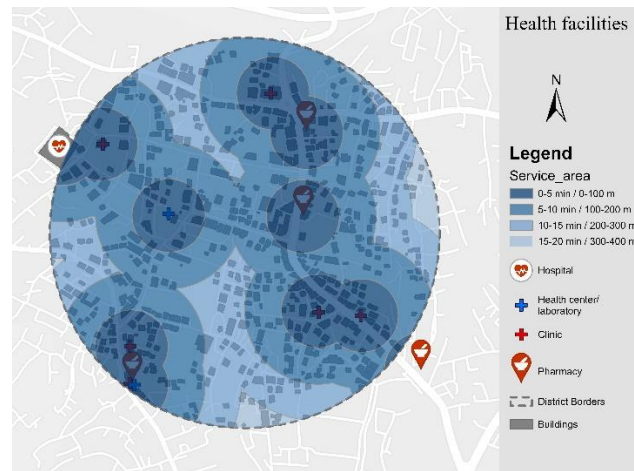 Health facilities
N
Legend
Service_area
0-5 min / 0-100 m
5-10 min / 100-200 m
10-15 min / 200-300 m
15-20 min / 300-400 m
Hospital
Health center/
laboratory
Clinic
Pharmacy
District Borders
Buildings